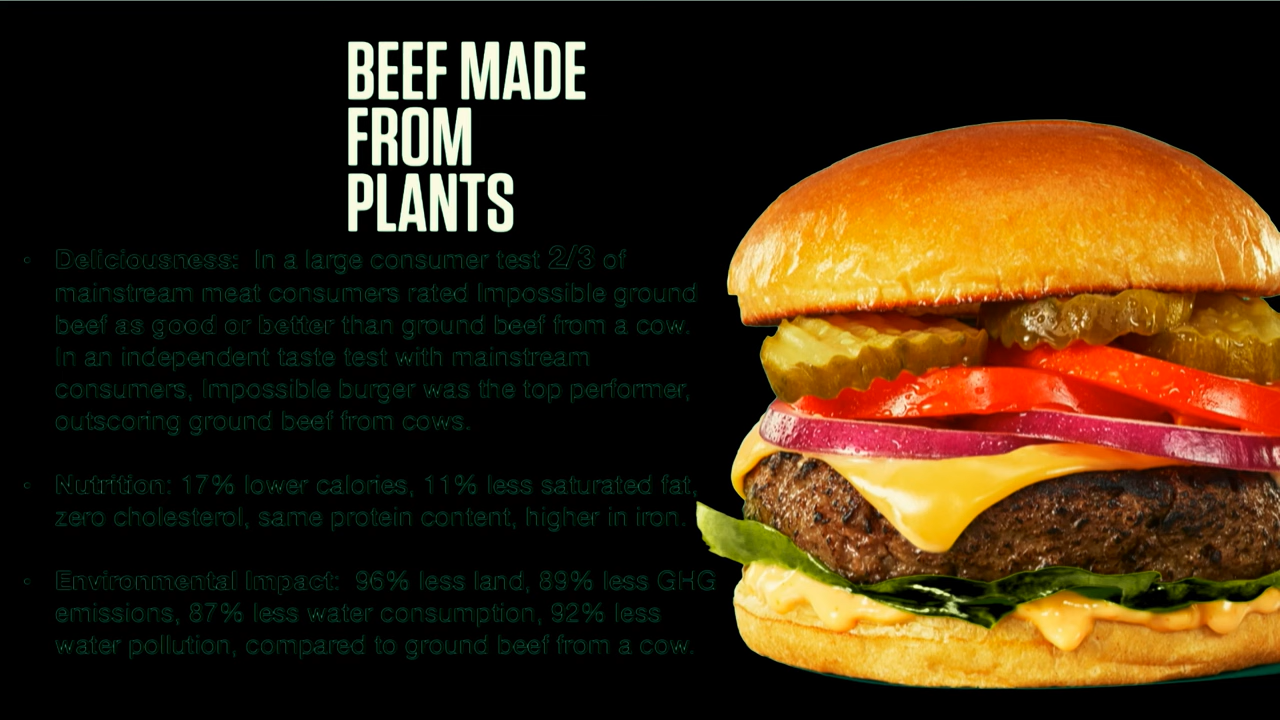 BEEF MADE
FROM
PLANTS
• Deliciousness: In a large consumer test 2/3 of
mainstream meat consumers rated Impossible ground
beef as good or better than ground beef from a cow.
In an independent taste test with mainstream
consumers, Impossible burger was the top performer,
outscoring ground beef from cows.
• Nutrition: 17% lower calories, 11% less saturated fat,
zero cholesterol, same protein content, higher in iron.
• Environmental Impact: 96% less land, 89% less GHG
emissions, 87% less water consumption, 92% less
water pollution, compared to ground beef from a cow.